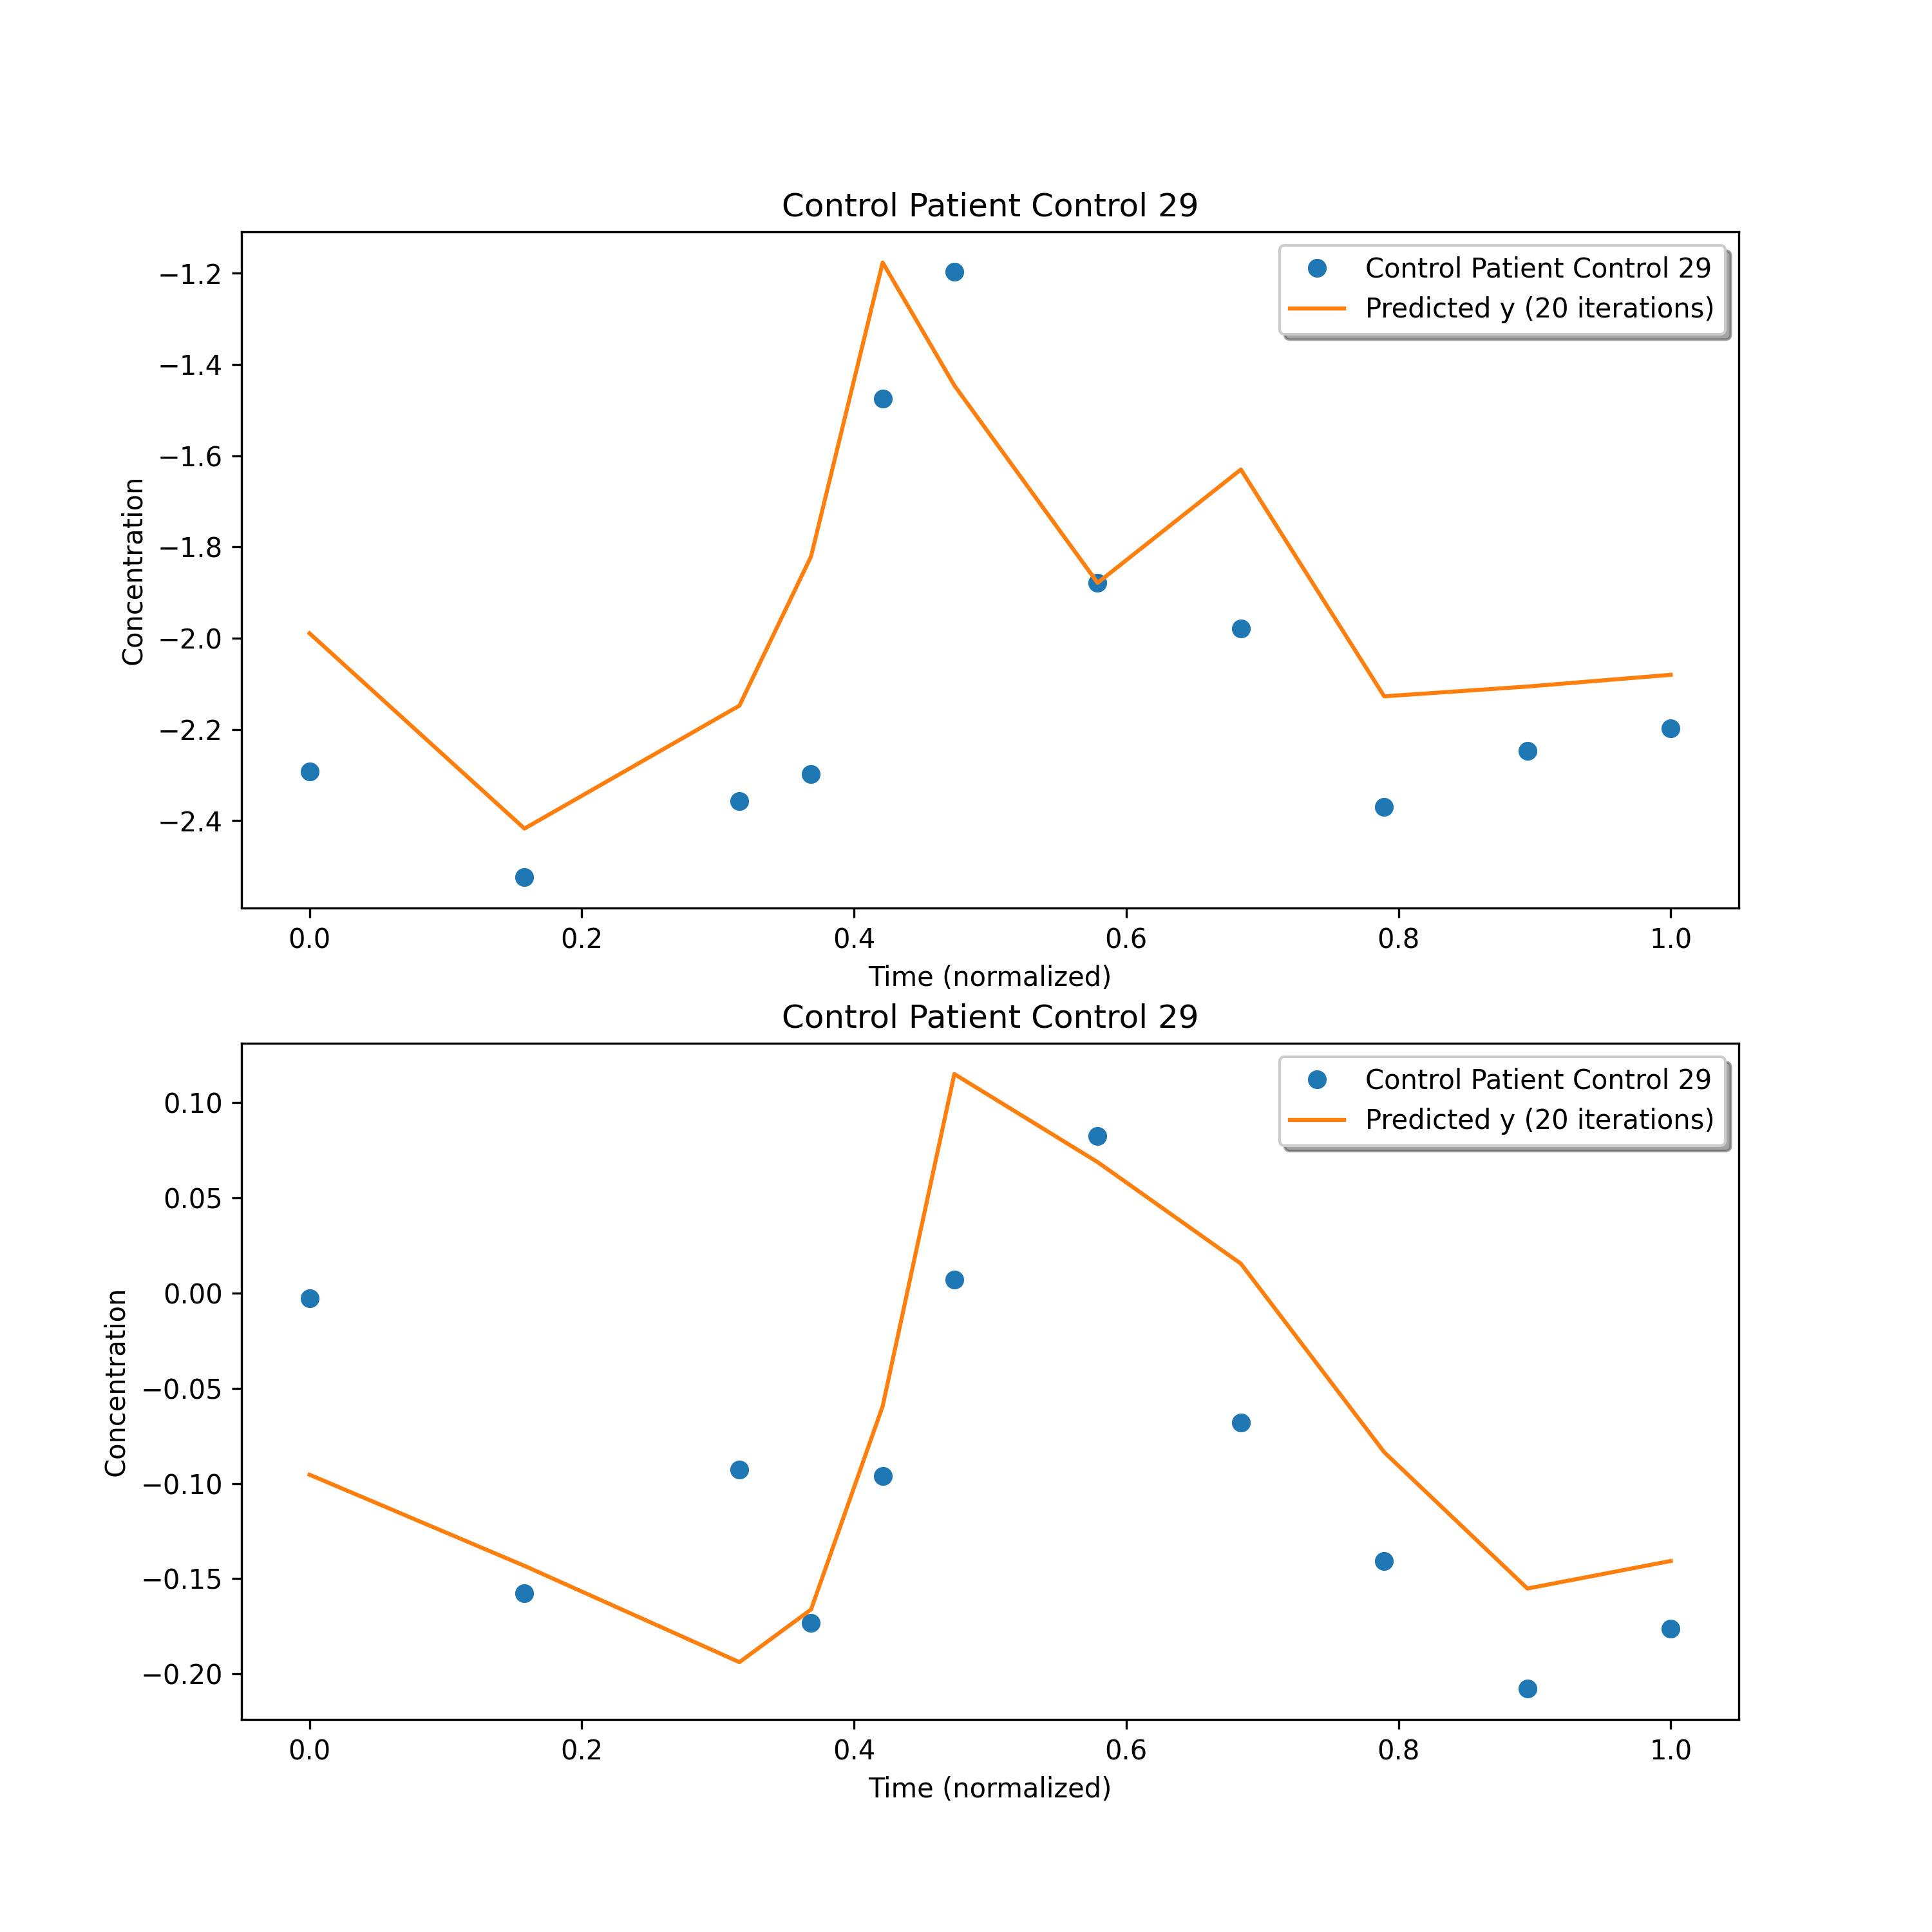 Control Patient Control 29
Control Patient Control 29
Predicted y (20 iterations)
−1.2
−1.4
−1.6
−1.8
−2.0
−2.2
−2.4
Concentration
0.0 0.2 0.4 0.6 0.8 1.0
Time (normalized)
Control Patient Control 29
Control Patient Control 29
Predicted y (20 iterations)
0.10
0.05
0.00
−0.05
−0.10
−0.15
−0.20
Concentration
0.0 0.2 0.4 0.6 0.8 1.0
Time (normalized)